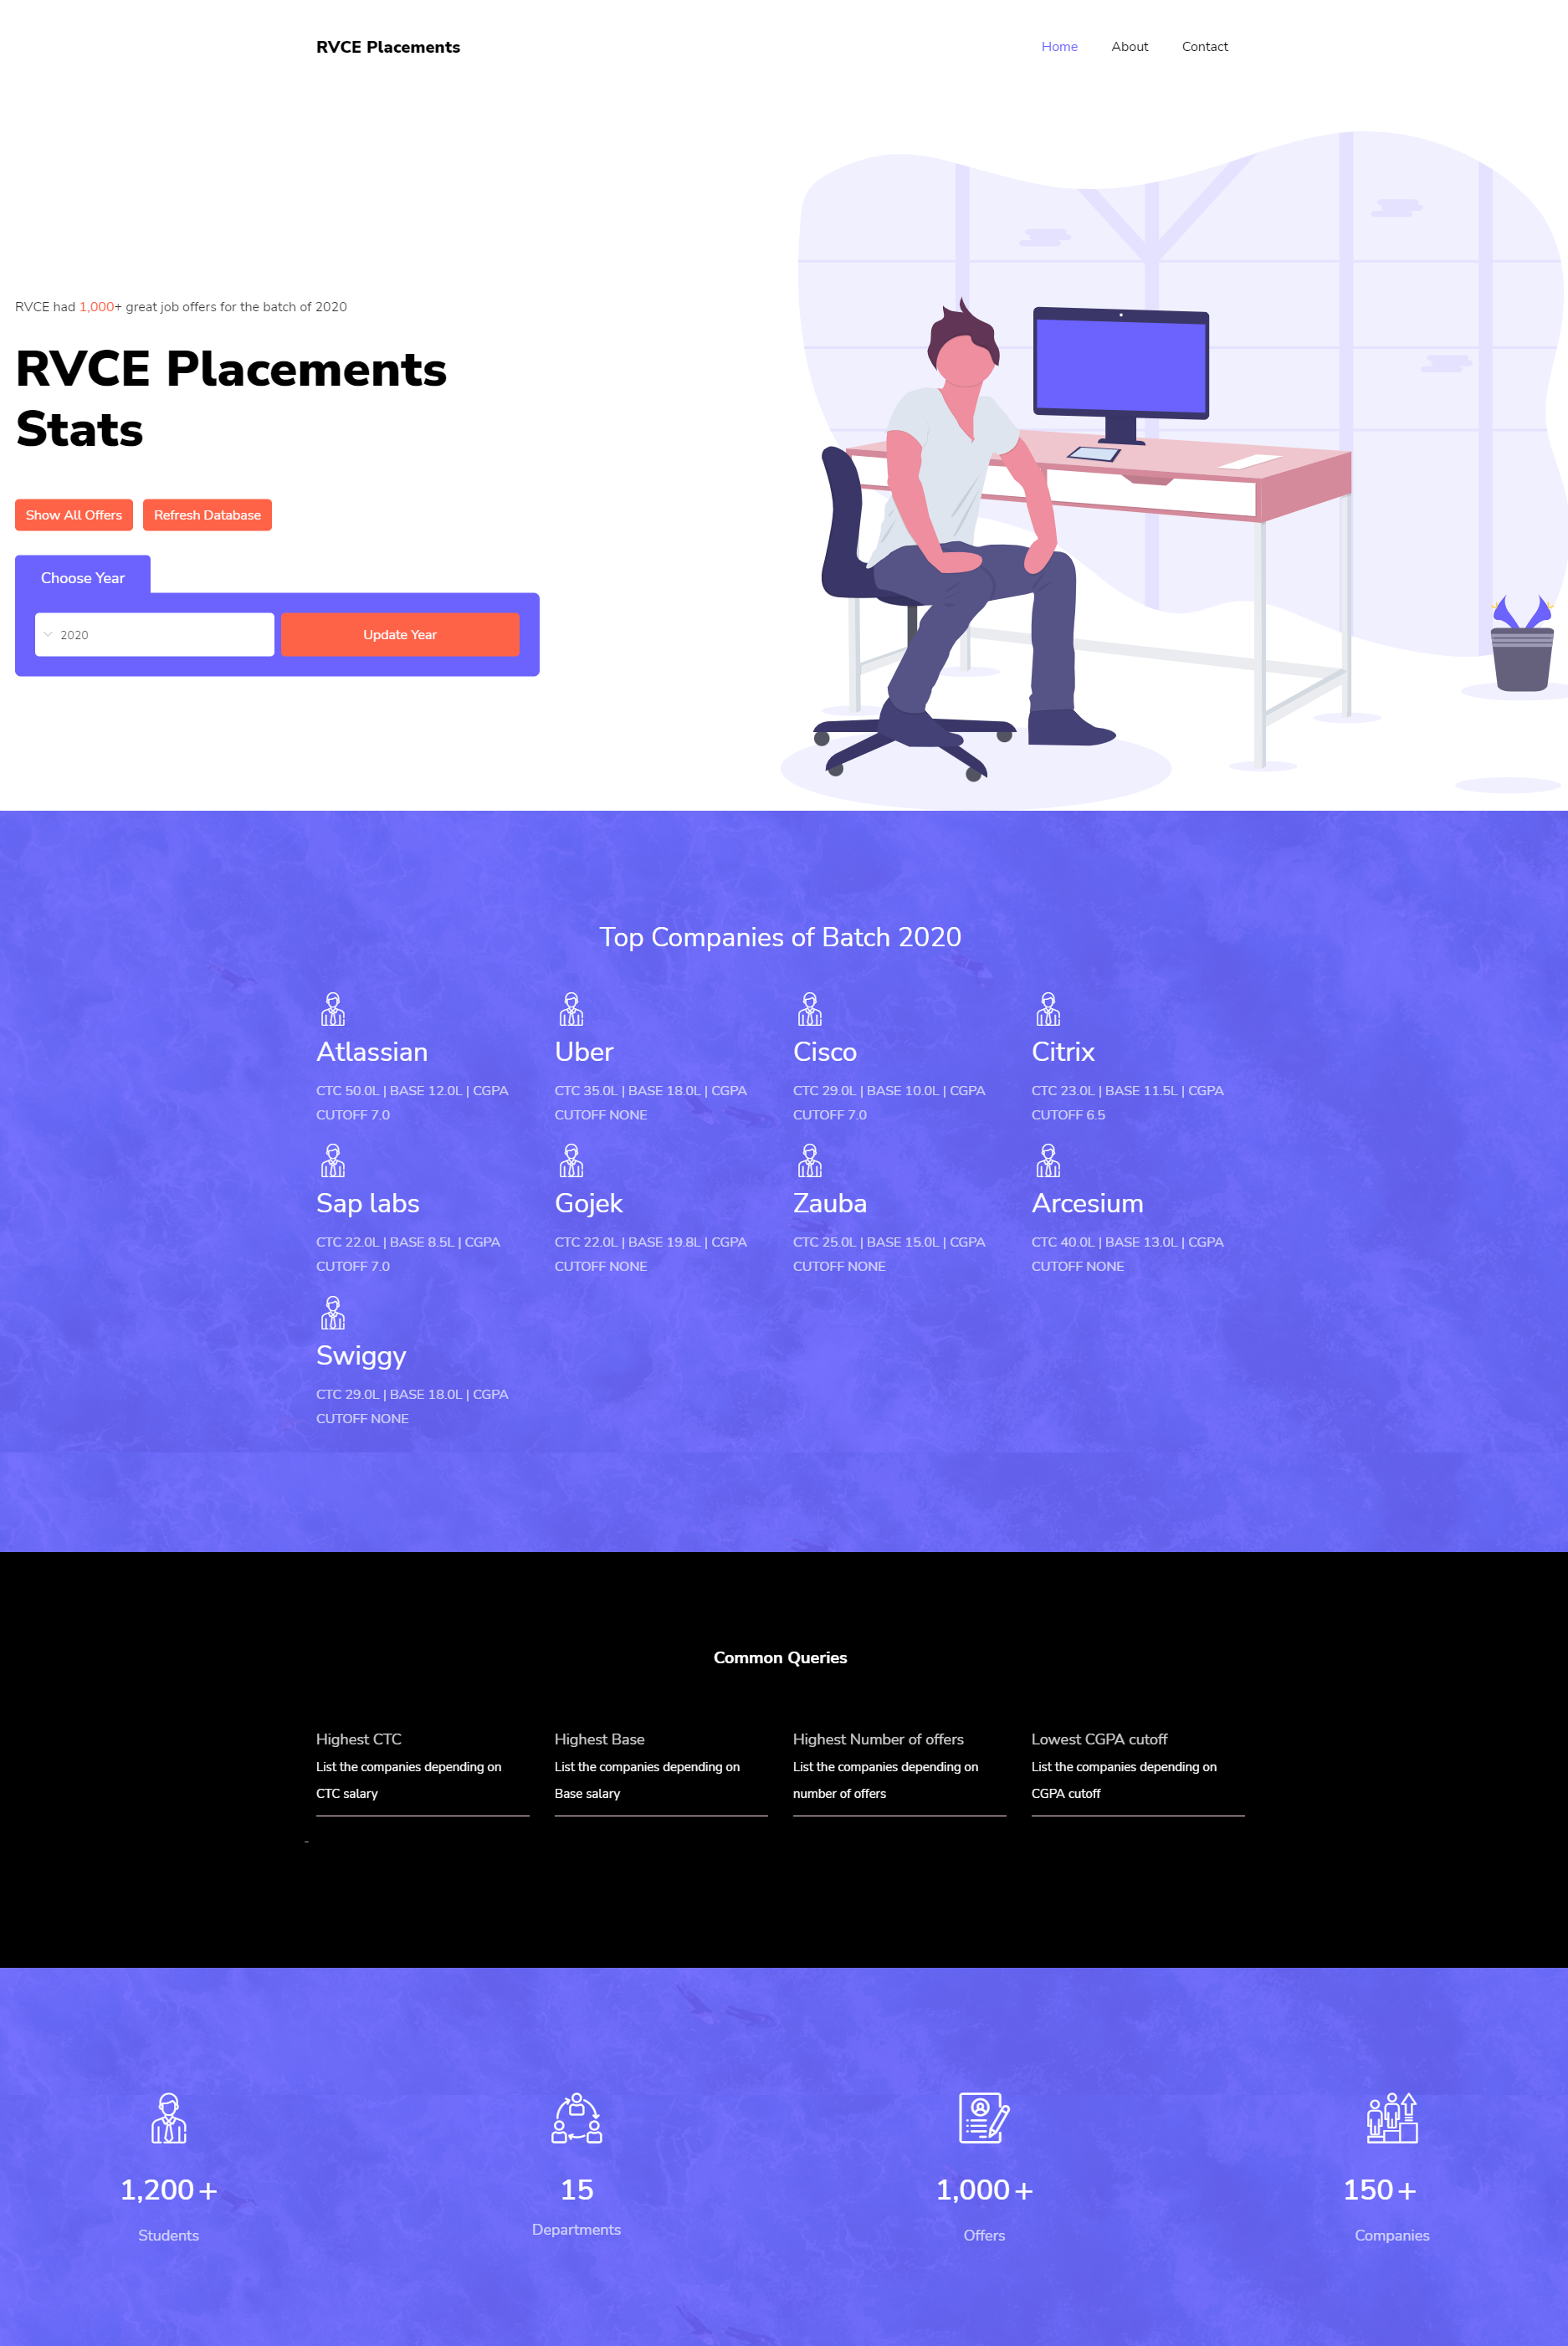 RVCE Placements
Home About Contact
RVCE had 1,000+ great job offers for the batch of 2020
RVCE Placements
Stats
Show All Offers Refresh Database
Choose Year
2020 Update Year
Top Companies of Batch 2020
Atlassian
CTC 50.0L | BASE 12.0L | CGPA
CUTOFF 7.0
Uber
CTC 35.0L | BASE 18.0L | CGPA
CUTOFF NONE
Cisco
CTC 29.0L | BASE 10.0L | CGPA
CUTOFF 7.0
Citrix
CTC 23.0L | BASE 11.5L | CGPA
CUTOFF 6.5
Sap labs
CTC 22.0L | BASE 8.5L | CGPA
CUTOFF 7.0
Gojek
CTC 22.0L | BASE 19.8L | CGPA
CUTOFF NONE
Zauba
CTC 25.0L | BASE 15.0L | CGPA
CUTOFF NONE
Arcesium
CTC 40.0L | BASE 13.0L | CGPA
CUTOFF NONE
Swiggy
CTC 29.0L | BASE 18.0L | CGPA
CUTOFF NONE
Common Queries
Highest CTC
List the companies depending on
CTC salary
Highest Base
List the companies depending on
Base salary
Highest Number of offers
List the companies depending on
number of offers
Lowest CGPA cutoff
List the companies depending on
CGPA cutoff
-
1,200+
Students
15
Departments
1,000+
Offers
150+
Companies